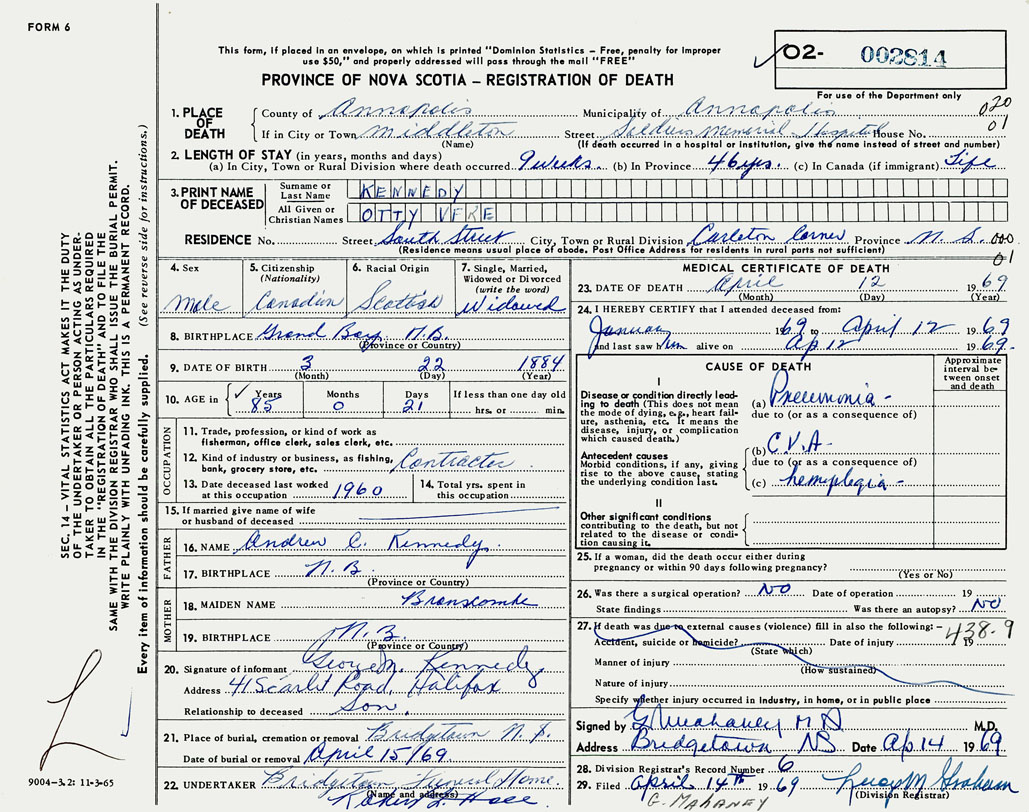 FORM 6
This form, if placed in an envelope, on which is printed "Dominion Statistics – Free, penalty for improper
use $50," and properly addressed will pass through the mail "FREE"
PROVINCE OF NOVA SCOTIA – REGISTRATION OF DEATH
02- 002814
For use of the Department only
020
01
1. PLACE OF DEATH
County of Annapolis Municipality of Annapolis
If in City or Town Middleton Street Soldiers Memorial Hospital House No.
(Name) (If death occurred in a hospital or institution, give the name instead of street and number)
2. LENGTH OF STAY (in years, months and days)
(a) In City, Town or Rural Division where death occurred 9 weeks (b) In Province 46 yrs. (c) In Canada (if immigrant) Life
3. PRINT NAME OF DECEASED
Surname or Last Name KENNEDY
All Given or Christian Names OTTY VERE
RESIDENCE No. Street South Street City, Town or Rural Division Carleton Corner Province N.S. 000
(Residence means usual place of abode. Post Office Address for residents in rural parts not sufficient)
01
4. Sex
Male
5. Citizenship
(Nationality)
Canadian
6. Racial Origin
Scottish
7. Single, Married,
Widowed or Divorced
(write the word)
Widowed
8. BIRTHPLACE Grand Bay, N.B.
(Province or Country)
9. DATE OF BIRTH 3 22 1884
(Month) (Day) (Year)
10. AGE in Years Months Days If less than one day old
85 0 21 hrs. or min.
OCCUPATION
11. Trade, profession, or kind of work as
fisherman, office clerk, sales clerk, etc.
12. Kind of industry or business, as fishing,
bank, grocery store, etc. Contractor
13. Date deceased last worked
at this occupation 1960
14. Total yrs. spent in
this occupation
15. If married give name of wife
or husband of deceased
FATHER
16. NAME Andrew C. Kennedy
17. BIRTHPLACE N.B.
(Province or Country)
MOTHER
18. MAIDEN NAME Branscombe
19. BIRTHPLACE N.B.
(Province or Country)
20. Signature of informant George M. Kennedy
Address 41 Scarlet Road, Halifax
Relationship to deceased Son.
21. Place of burial, cremation or removal Bridgetown N.S.
Date of burial or removal April 15/69.
22. UNDERTAKER Bridgetown Funeral Home.
(Name and address)
Robert
MEDICAL CERTIFICATE OF DEATH
23. DATE OF DEATH April 12 1969
(Month) (Day) (Year)
24. I HEREBY CERTIFY that I attended deceased from:
January 1969 to April 12 1969
and last saw him alive on Ap 12 1969.
CAUSE OF DEATH
Approximate
interval be-
tween onset
and death
I
Disease or condition directly lead-
ing to death (This does not mean
the mode of dying, e.g., heart fail-
ure, asthenia, etc. It means the
disease, injury, or complication
which caused death.)
(a) Pneumonia -
due to (or as a consequence of)
Antecedent causes
Morbid conditions, if any, giving
rise to the above cause, stating
the underlying condition last.
(b) C.V.A -
due to (or as a consequence of)
(c) hemiplegia -
II
Other significant conditions
contributing to the death, but not
related to the disease or condi-
tion causing it.
25. If a woman, did the death occur either during
pregnancy or within 90 days following pregnancy?
(Yes or No)
26. Was there a surgical operation? NO Date of operation 19
State findings Was there an autopsy? NO
27. If death was due to external causes (violence) fill in also the following: – 438.9
Accident, suicide or homicide? Date of injury 19
(State which)
Manner of injury
(How sustained)
Nature of injury
Specify whether injury occurred in industry, in home, or in public place
Signed by G Mahaney MD M.D.
Address Bridgetown NS Date Ap 14 1969.
28. Division Registrar's Record Number 6
29. Filed April 14th 1969
(Division Registrar)
G. MAHANEY
SEC. 14 – VITAL STATISTICS ACT MAKES IT THE DUTY
OF THE UNDERTAKER OR PERSON ACTING AS UNDER-
TAKER TO OBTAIN ALL THE PARTICULARS REQUIRED
IN THE "REGISTRATION OF DEATH" AND TO FILE THE
SAME WITH THE DIVISION REGISTRAR WHO SHALL ISSUE THE BURIAL PERMIT.
WRITE PLAINLY WITH UNFADING INK. THIS IS A PERMANENT RECORD.
Every item of information should be carefully supplied. (See reverse side for instructions.)
9004–3.2: 11-3-65